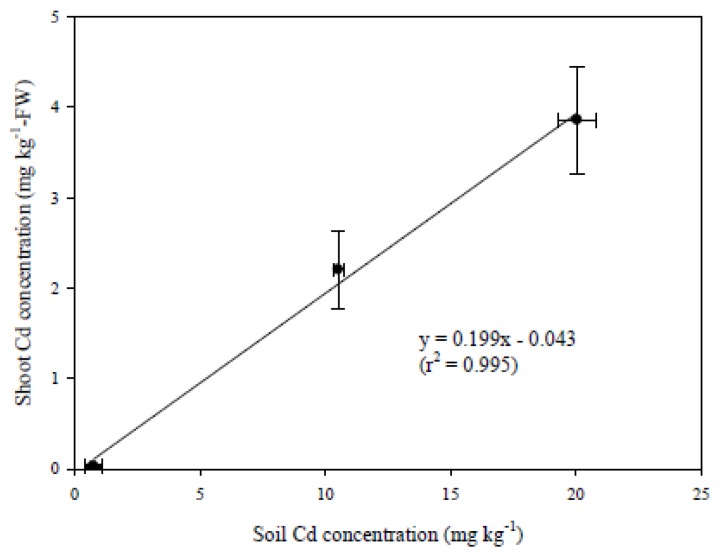 5
4
3
2
1
0
Shoot Cd concentration (mg kg⁻¹-FW)
y = 0.199x - 0.043
(r² = 0.995)
0 5 10 15 20 25
Soil Cd concentration (mg kg⁻¹)